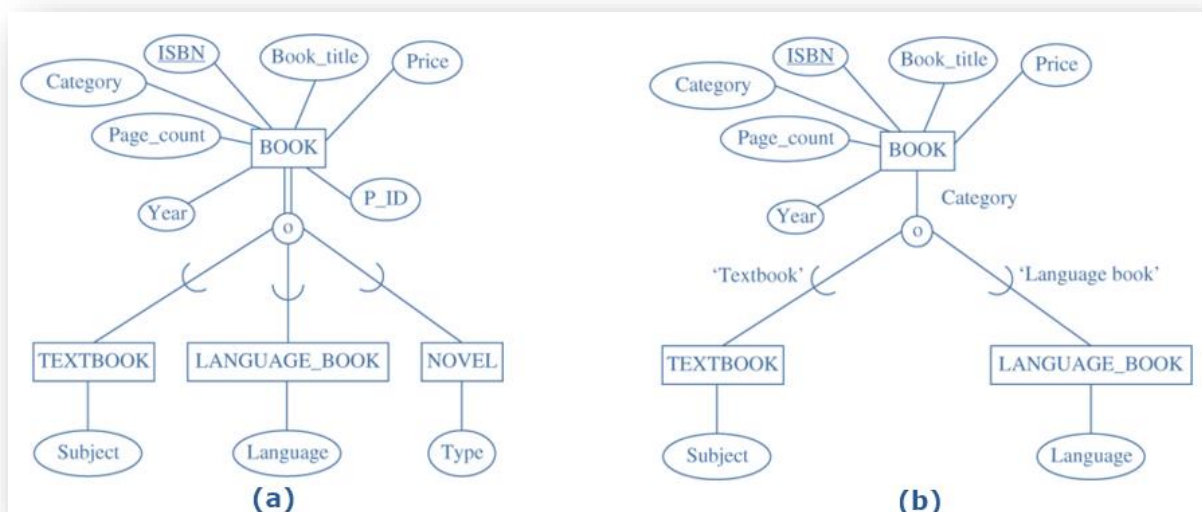 ISBN
Book_title
Price
Category
Page_count
BOOK
Year
P_ID
o
TEXTBOOK
LANGUAGE_BOOK
NOVEL
Subject
Language
Type
(a)
ISBN
Book_title
Price
Category
Page_count
BOOK
Year
Category
o
‘Textbook’
‘Language book’
TEXTBOOK
LANGUAGE_BOOK
Subject
Language
(b)